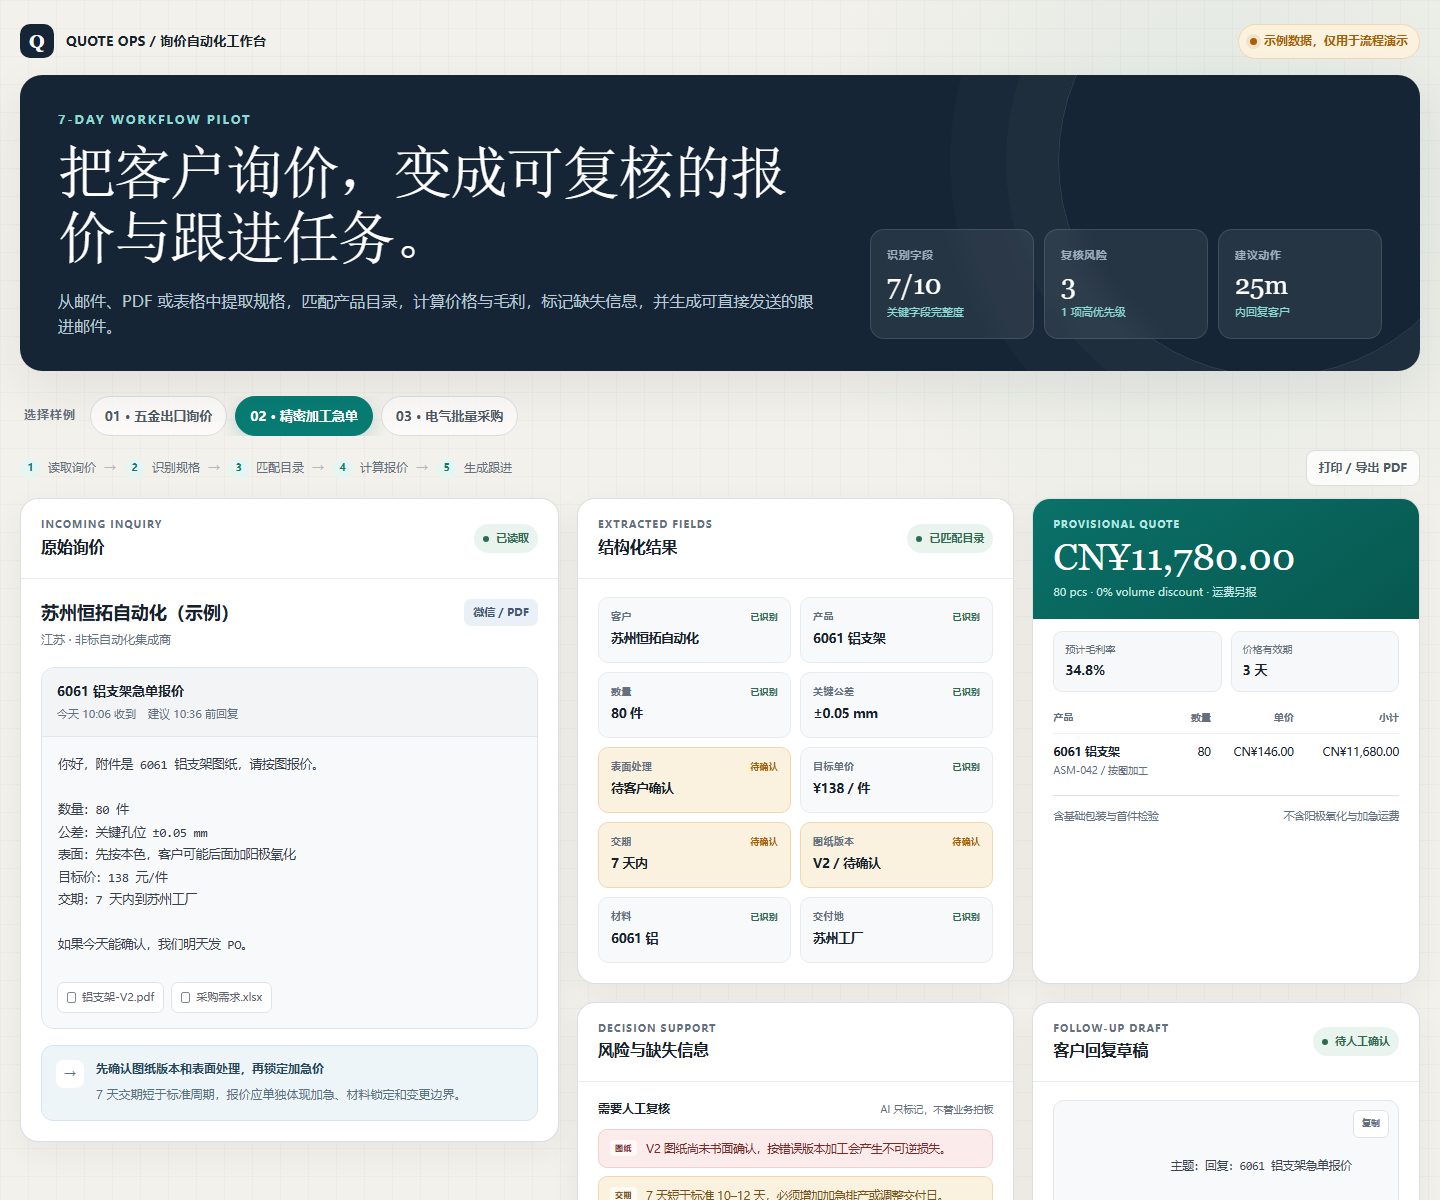 Q QUOTE OPS / 询价自动化工作台
示例数据，仅用于流程演示
7-DAY WORKFLOW PILOT
把客户询价，变成可复核的报
价与跟进任务。
从邮件、PDF 或表格中提取规格，匹配产品目录，计算价格与毛利，标记缺失信息，并生成可直接发送的跟
进邮件。
识别字段
7/10
关键字段完整度
复核风险
3
1 项高优先级
建议动作
25m
内回复客户
选择样例
01 • 五金出口询价
02 • 精密加工急单
03 • 电气批量采购
1 读取询价 → 2 识别规格 → 3 匹配目录 → 4 计算报价 → 5 生成跟进
打印 / 导出 PDF
INCOMING INQUIRY
原始询价
已读取
苏州恒拓自动化（示例）
微信 / PDF
江苏 · 非标自动化集成商
6061 铝支架急单报价
今天 10:06 收到 建议 10:36 前回复
你好，附件是 6061 铝支架图纸，请按图报价。
数量：80 件
公差：关键孔位 ±0.05 mm
表面：先按本色，客户可能后面加阳极氧化
目标价：138 元/件
交期：7 天内到苏州工厂
如果今天能确认，我们明天发 PO。
铝支架-V2.pdf
采购需求.xlsx
→ 先确认图纸版本和表面处理，再锁定加急价
7 天交期短于标准周期，报价应单独体现加急、材料锁定和变更边界。
EXTRACTED FIELDS
结构化结果
已匹配目录
客户 已识别
苏州恒拓自动化
产品 已识别
6061 铝支架
数量 已识别
80 件
关键公差 已识别
±0.05 mm
表面处理 待确认
待客户确认
目标单价 已识别
¥138 / 件
交期 待确认
7 天内
图纸版本 待确认
V2 / 待确认
材料 已识别
6061 铝
交付地 已识别
苏州工厂
PROVISIONAL QUOTE
CN¥11,780.00
80 pcs · 0% volume discount · 运费另报
预计毛利率
34.8%
价格有效期
3 天
产品 数量 单价 小计
6061 铝支架 80 CN¥146.00 CN¥11,680.00
ASM-042 / 按图加工
含基础包装与首件检验 不含阳极氧化与加急运费
DECISION SUPPORT
风险与缺失信息
需要人工复核 AI 只标记，不替业务拍板
图纸 V2 图纸尚未书面确认，按错误版本加工会产生不可逆损失。
交期 7 天短于标准 10–12 天，必须增加加急排产或调整交付日。
FOLLOW-UP DRAFT
客户回复草稿
待人工确认
复制
主题：回复：6061 铝支架急单报价